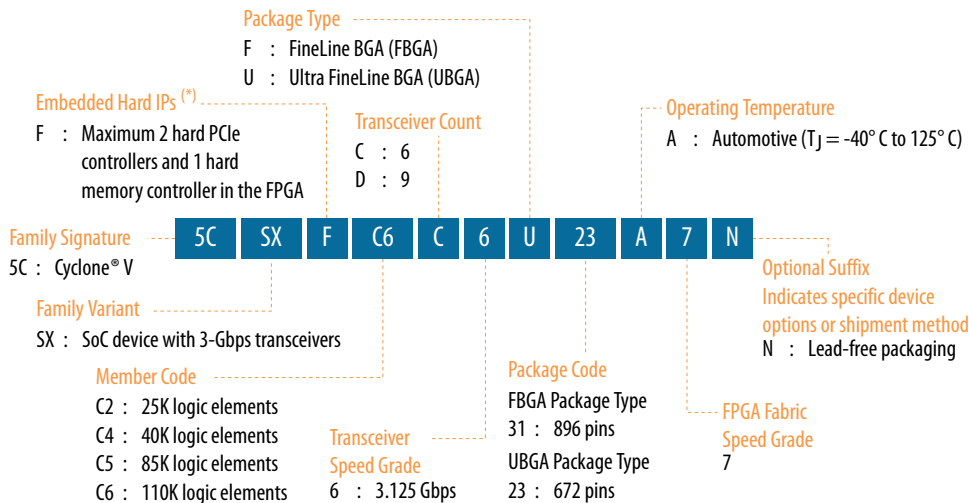 Package Type
F : FineLine BGA (FBGA)
U : Ultra FineLine BGA (UBGA)
Embedded Hard IPs (*)
F : Maximum 2 hard PCIe
controllers and 1 hard
memory controller in the FPGA
Transceiver Count
C : 6
D : 9
Operating Temperature
A : Automotive (TJ = -40° C to 125° C)
5C SX F C6 C 6 U 23 A 7 N
Family Signature
5C : Cyclone® V
Family Variant
SX : SoC device with 3-Gbps transceivers
Member Code
C2 : 25K logic elements
C4 : 40K logic elements
C5 : 85K logic elements
C6 : 110K logic elements
Transceiver
Speed Grade
6 : 3.125 Gbps
Package Code
FBGA Package Type
31 : 896 pins
UBGA Package Type
23 : 672 pins
FPGA Fabric
Speed Grade
7
Optional Suffix
Indicates specific device
options or shipment method
N : Lead-free packaging